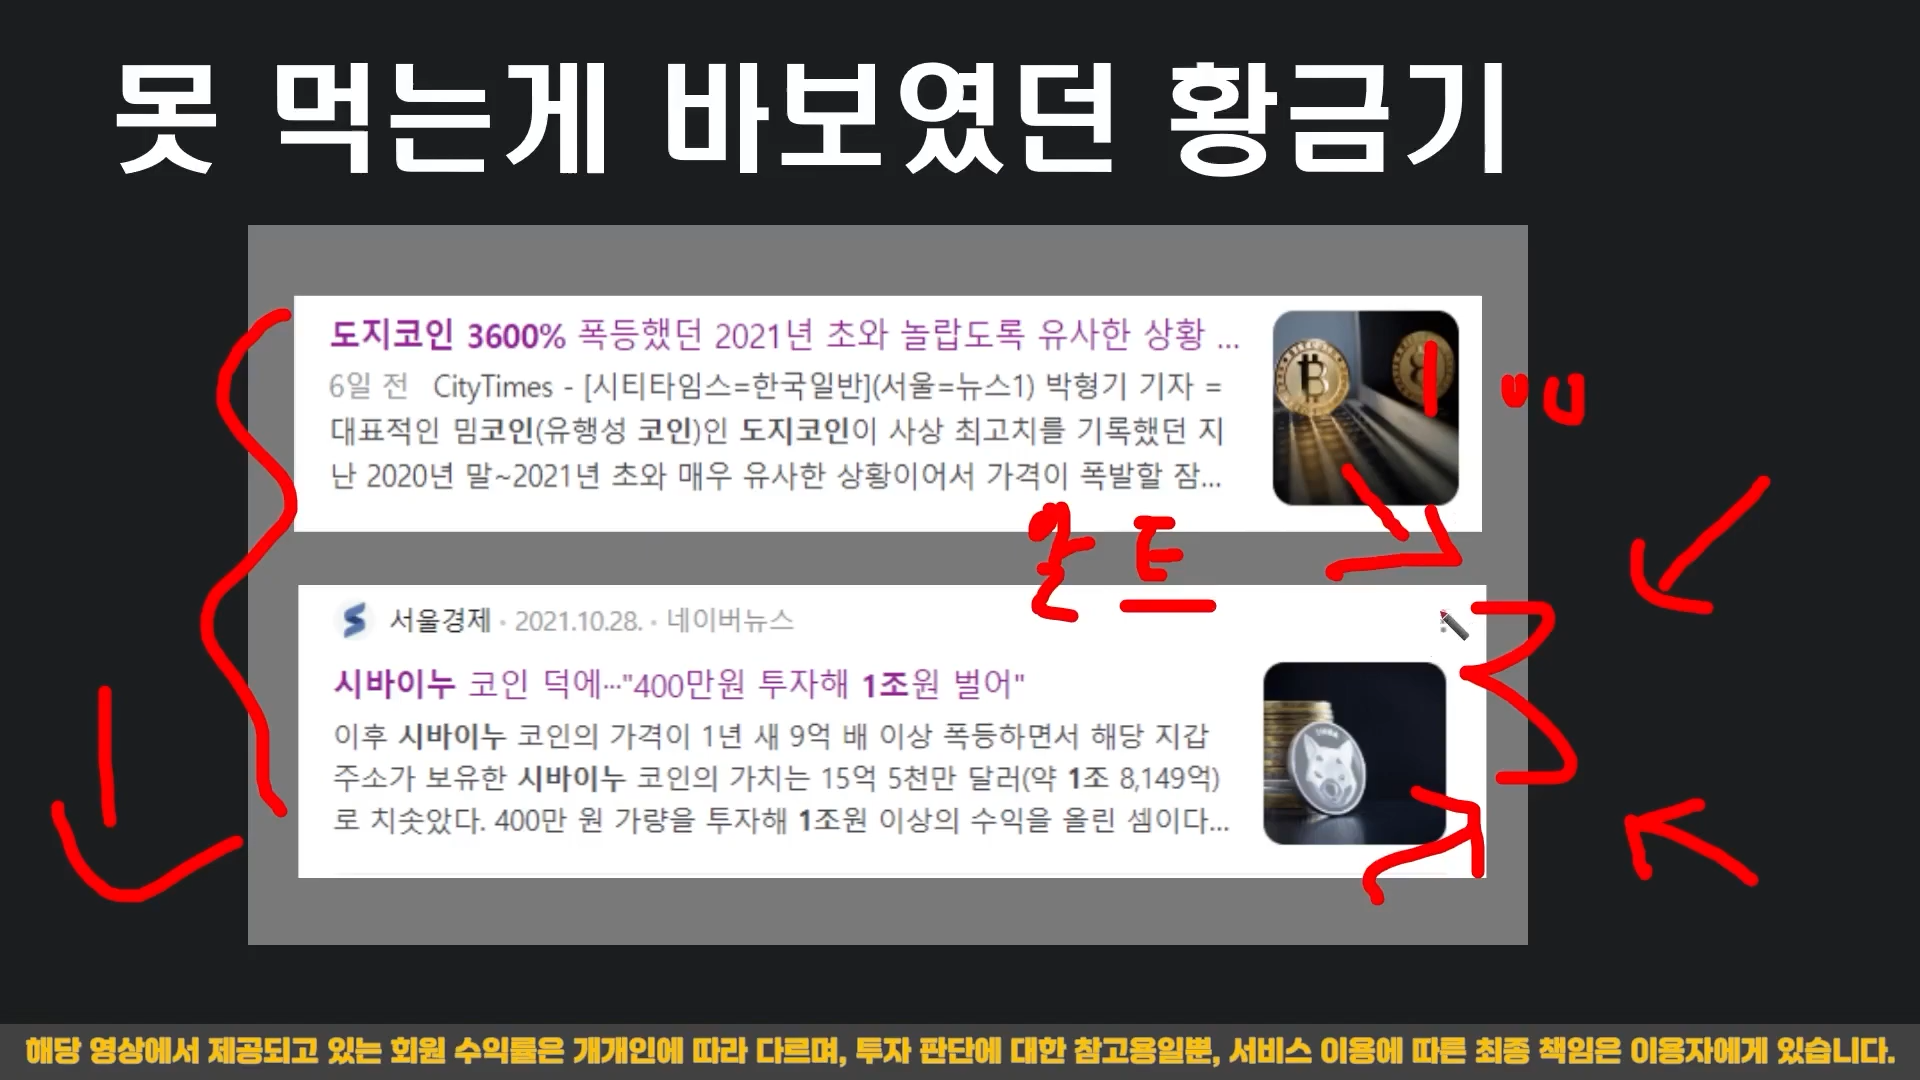 못 먹는게 바보였던 황금기
도지코인 3600% 폭등했던 2021년 초와 놀랍도록 유사한 상황 ...
6일 전 CityTimes - [시티타임스=한국일반](서울=뉴스1) 박형기 기자 =
대표적인 밈코인(유행성 코인)인 도지코인이 사상 최고치를 기록했던 지
난 2020년 말~2021년 초와 매우 유사한 상황이어서 가격이 폭발할 잠...
알트
서울경제 · 2021.10.28. · 네이버뉴스
시바이누 코인 덕에···"400만원 투자해 1조원 벌어"
이후 시바이누 코인의 가격이 1년 새 9억 배 이상 폭등하면서 해당 지갑
주소가 보유한 시바이누 코인의 가치는 15억 5천만 달러(약 1조 8,149억)
로 치솟았다. 400만 원 가량을 투자해 1조원 이상의 수익을 올린 셈이다...
해당 영상에서 제공되고 있는 회원 수익률은 개개인에 따라 다르며, 투자 판단에 대한 참고용일뿐, 서비스 이용에 따른 최종 책임은 이용자에게 있습니다.